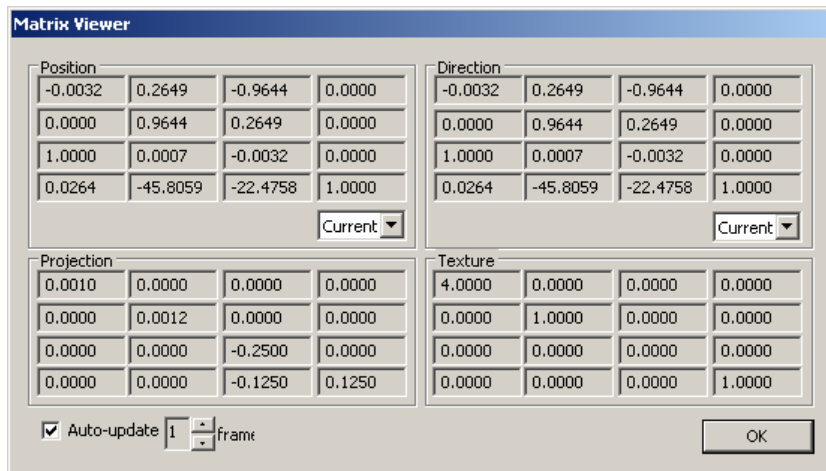 Matrix Viewer
Position
-0.0032 0.2649 -0.9644 0.0000
0.0000 0.9644 0.2649 0.0000
1.0000 0.0007 -0.0032 0.0000
0.0264 -45.8059 -22.4758 1.0000
Current
Direction
-0.0032 0.2649 -0.9644 0.0000
0.0000 0.9644 0.2649 0.0000
1.0000 0.0007 -0.0032 0.0000
0.0264 -45.8059 -22.4758 1.0000
Current
Projection
0.0010 0.0000 0.0000 0.0000
0.0000 0.0012 0.0000 0.0000
0.0000 0.0000 -0.2500 0.0000
0.0000 0.0000 -0.1250 0.1250
Texture
4.0000 0.0000 0.0000 0.0000
0.0000 1.0000 0.0000 0.0000
0.0000 0.0000 0.0000 0.0000
0.0000 0.0000 0.0000 1.0000
Auto-update 1 frame
OK